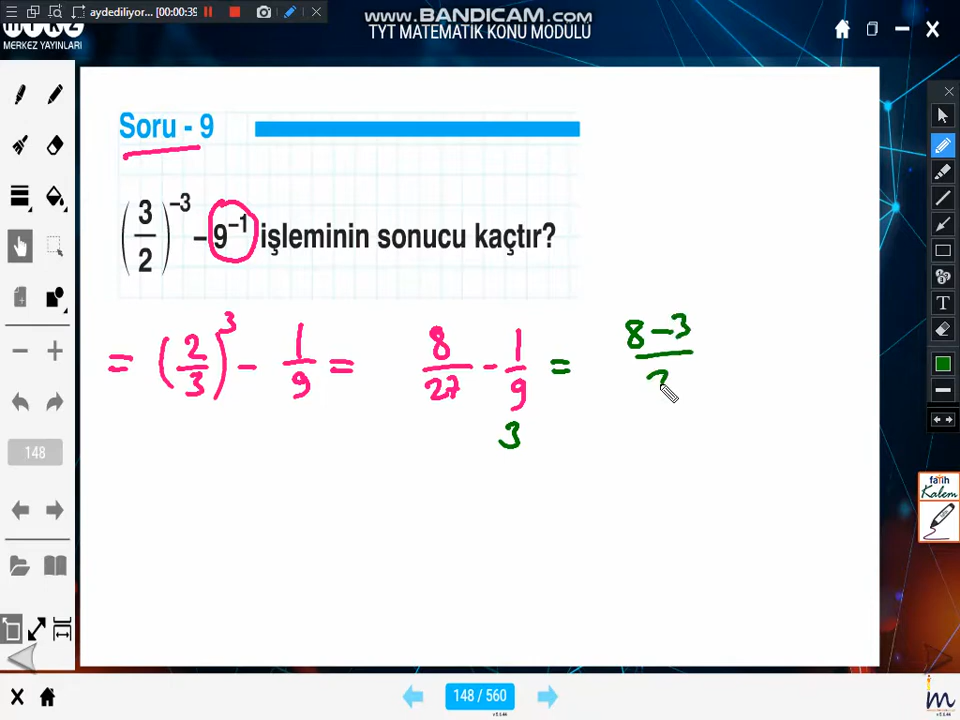 aydediliyor... [00:00:39]
www.BANDICAM.com
MERKEZ YAYINLARI
TYT MATEMATİK KONU MODULU
Soru - 9
(3/2)^–3 – 9^–1 işleminin sonucu kaçtır?
= (2/3)^3 – 1/9 = 8/27 – 1/9 = 8–3/2
3
148
fatih
Kalem
148 / 560